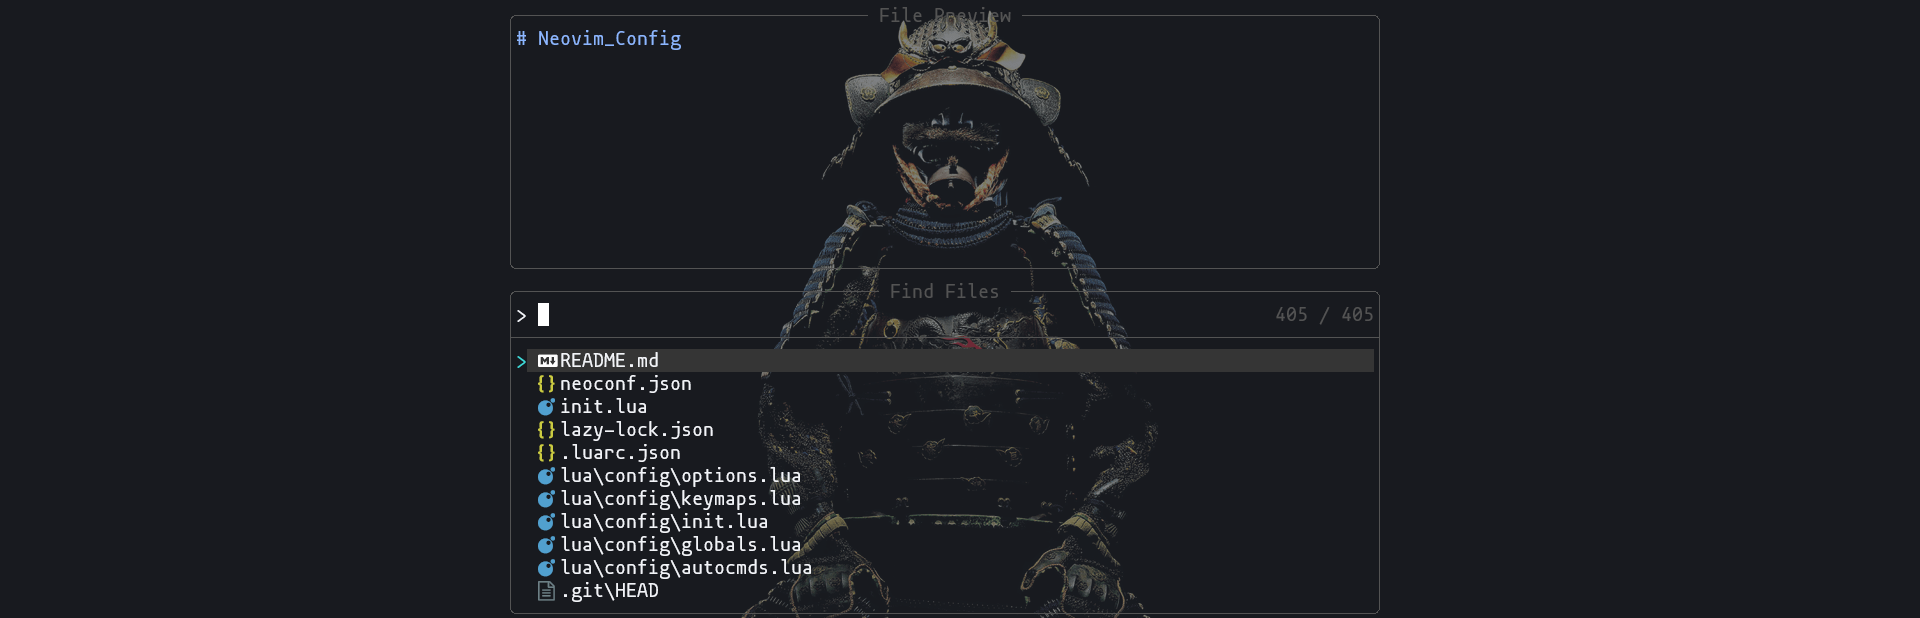 File Preview
# Neovim_Config
Find Files
> 405 / 405
> README.md
{} neoconf.json
init.lua
{} lazy-lock.json
{} .luarc.json
lua\config\options.lua
lua\config\keymaps.lua
lua\config\init.lua
lua\config\globals.lua
lua\config\autocmds.lua
.git\HEAD